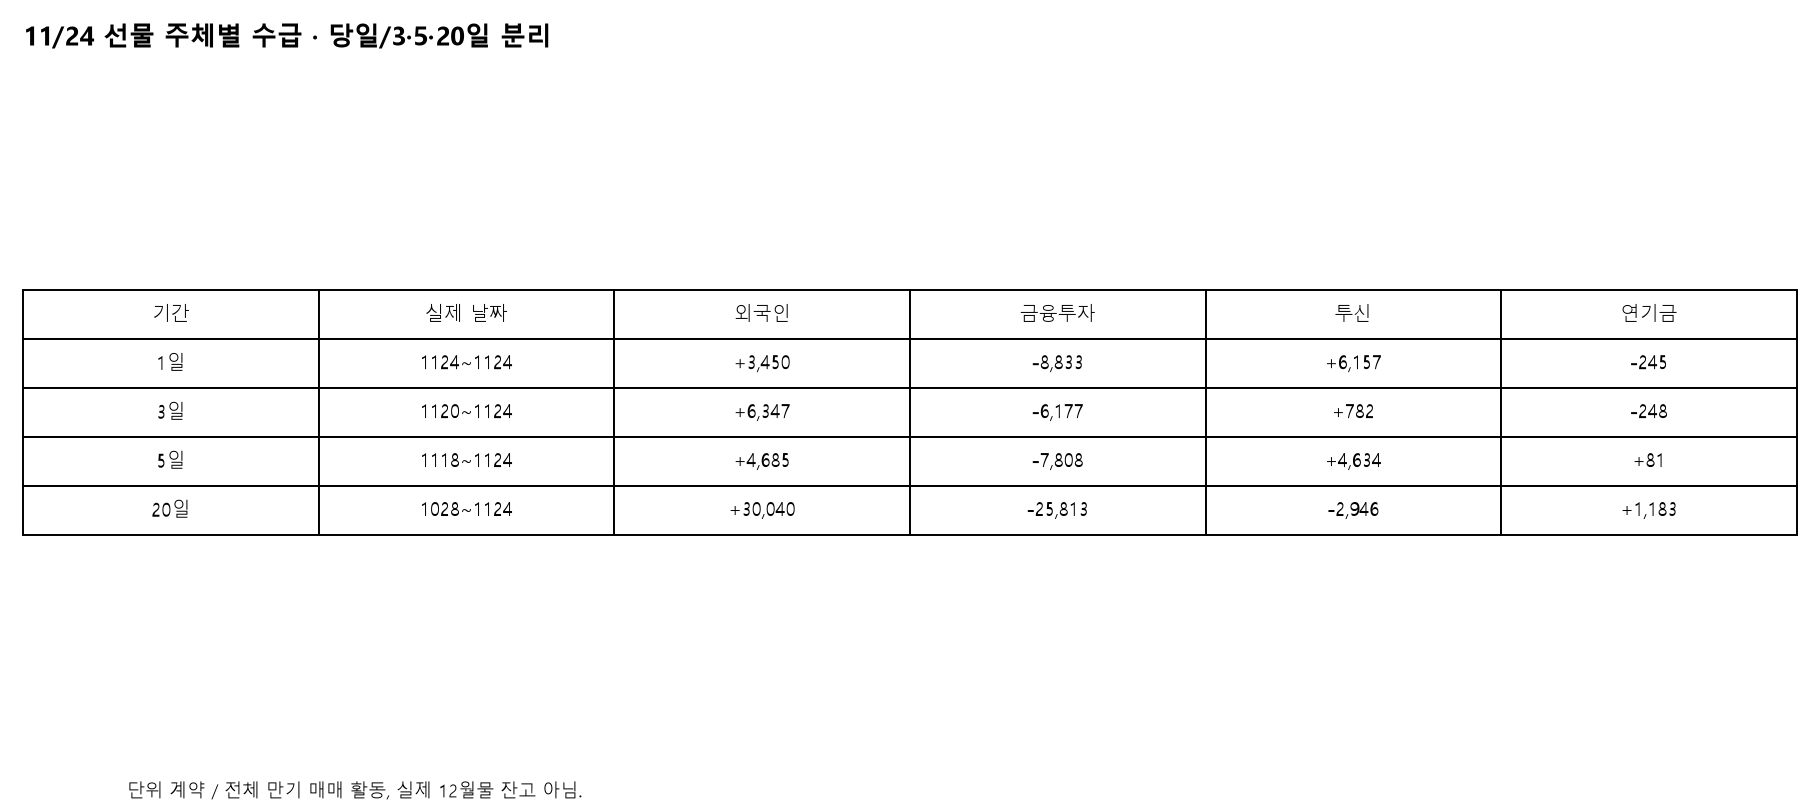 11/24 선물 주체별 수급 · 당일/3·5·20일 분리
기간 실제 날짜 외국인 금융투자 투신 연기금
1일 1124~1124 +3,450 -8,833 +6,157 -245
3일 1120~1124 +6,347 -6,177 +782 -248
5일 1118~1124 +4,685 -7,808 +4,634 +81
20일 1028~1124 +30,040 -25,813 -2,946 +1,183
단위 계약 / 전체 만기 매매 활동, 실제 12월물 잔고 아님.